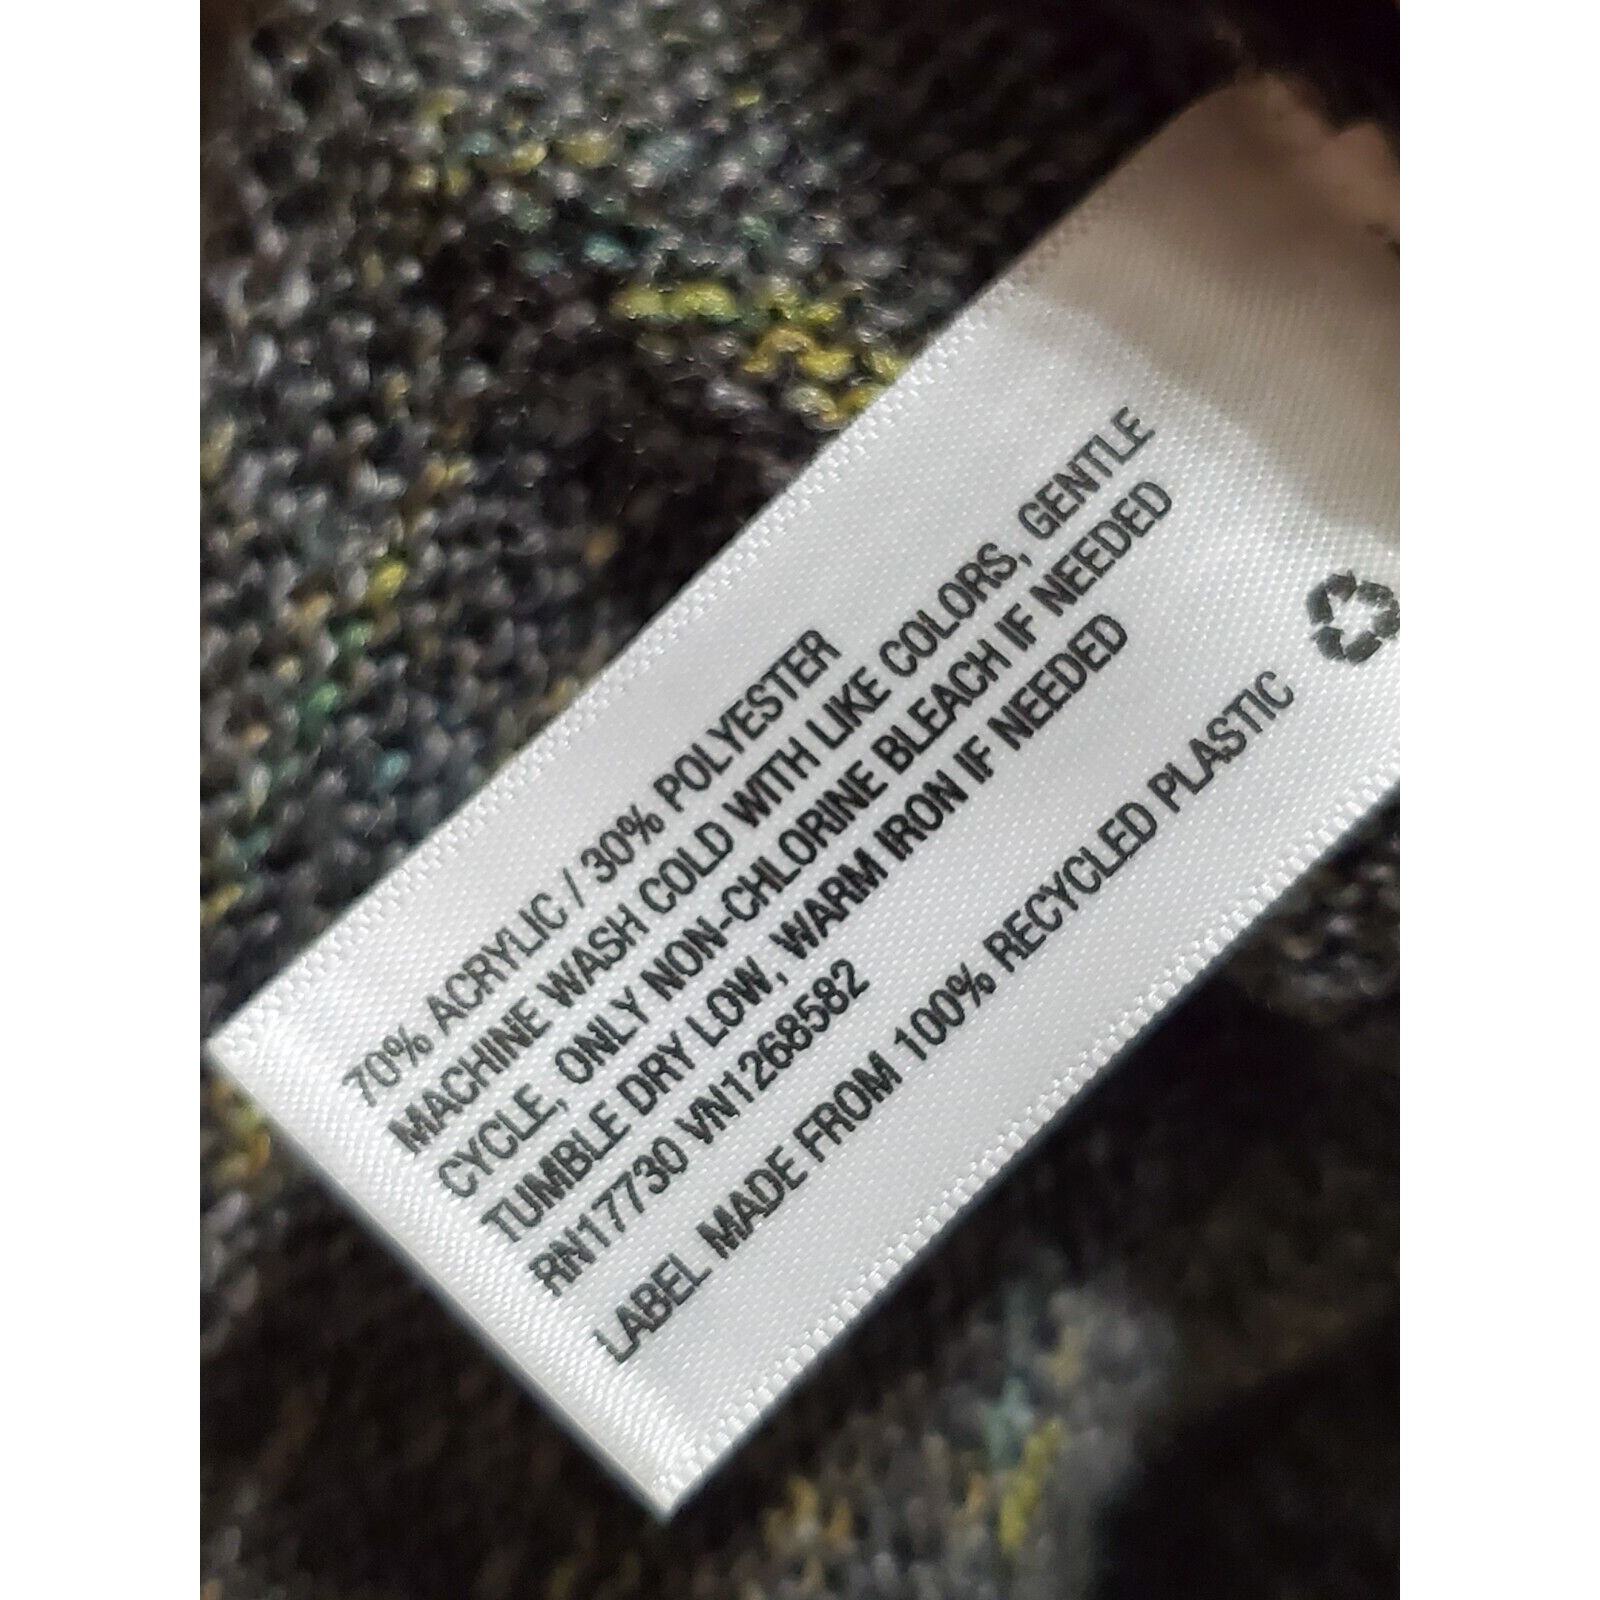 70% ACRYLIC / 30% POLYESTER
MACHINE WASH COLD WITH LIKE COLORS, GENTLE
CYCLE, ONLY NON-CHLORINE BLEACH IF NEEDED
TUMBLE DRY LOW, WARM IRON IF NEEDED
RN17730 VN1268582
LABEL MADE FROM 100% RECYCLED PLASTIC